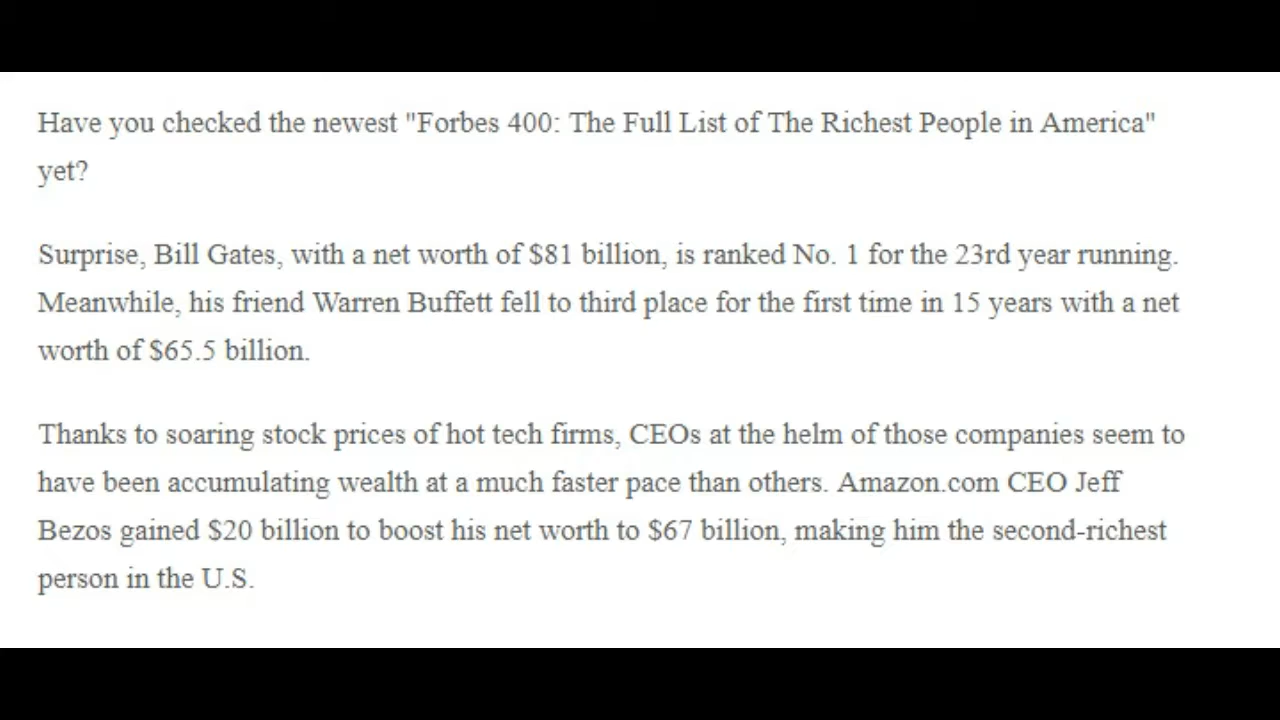 Have you checked the newest "Forbes 400: The Full List of The Richest People in America"
yet?
Surprise, Bill Gates, with a net worth of $81 billion, is ranked No. 1 for the 23rd year running.
Meanwhile, his friend Warren Buffett fell to third place for the first time in 15 years with a net
worth of $65.5 billion.
Thanks to soaring stock prices of hot tech firms, CEOs at the helm of those companies seem to
have been accumulating wealth at a much faster pace than others. Amazon.com CEO Jeff
Bezos gained $20 billion to boost his net worth to $67 billion, making him the second-richest
person in the U.S.